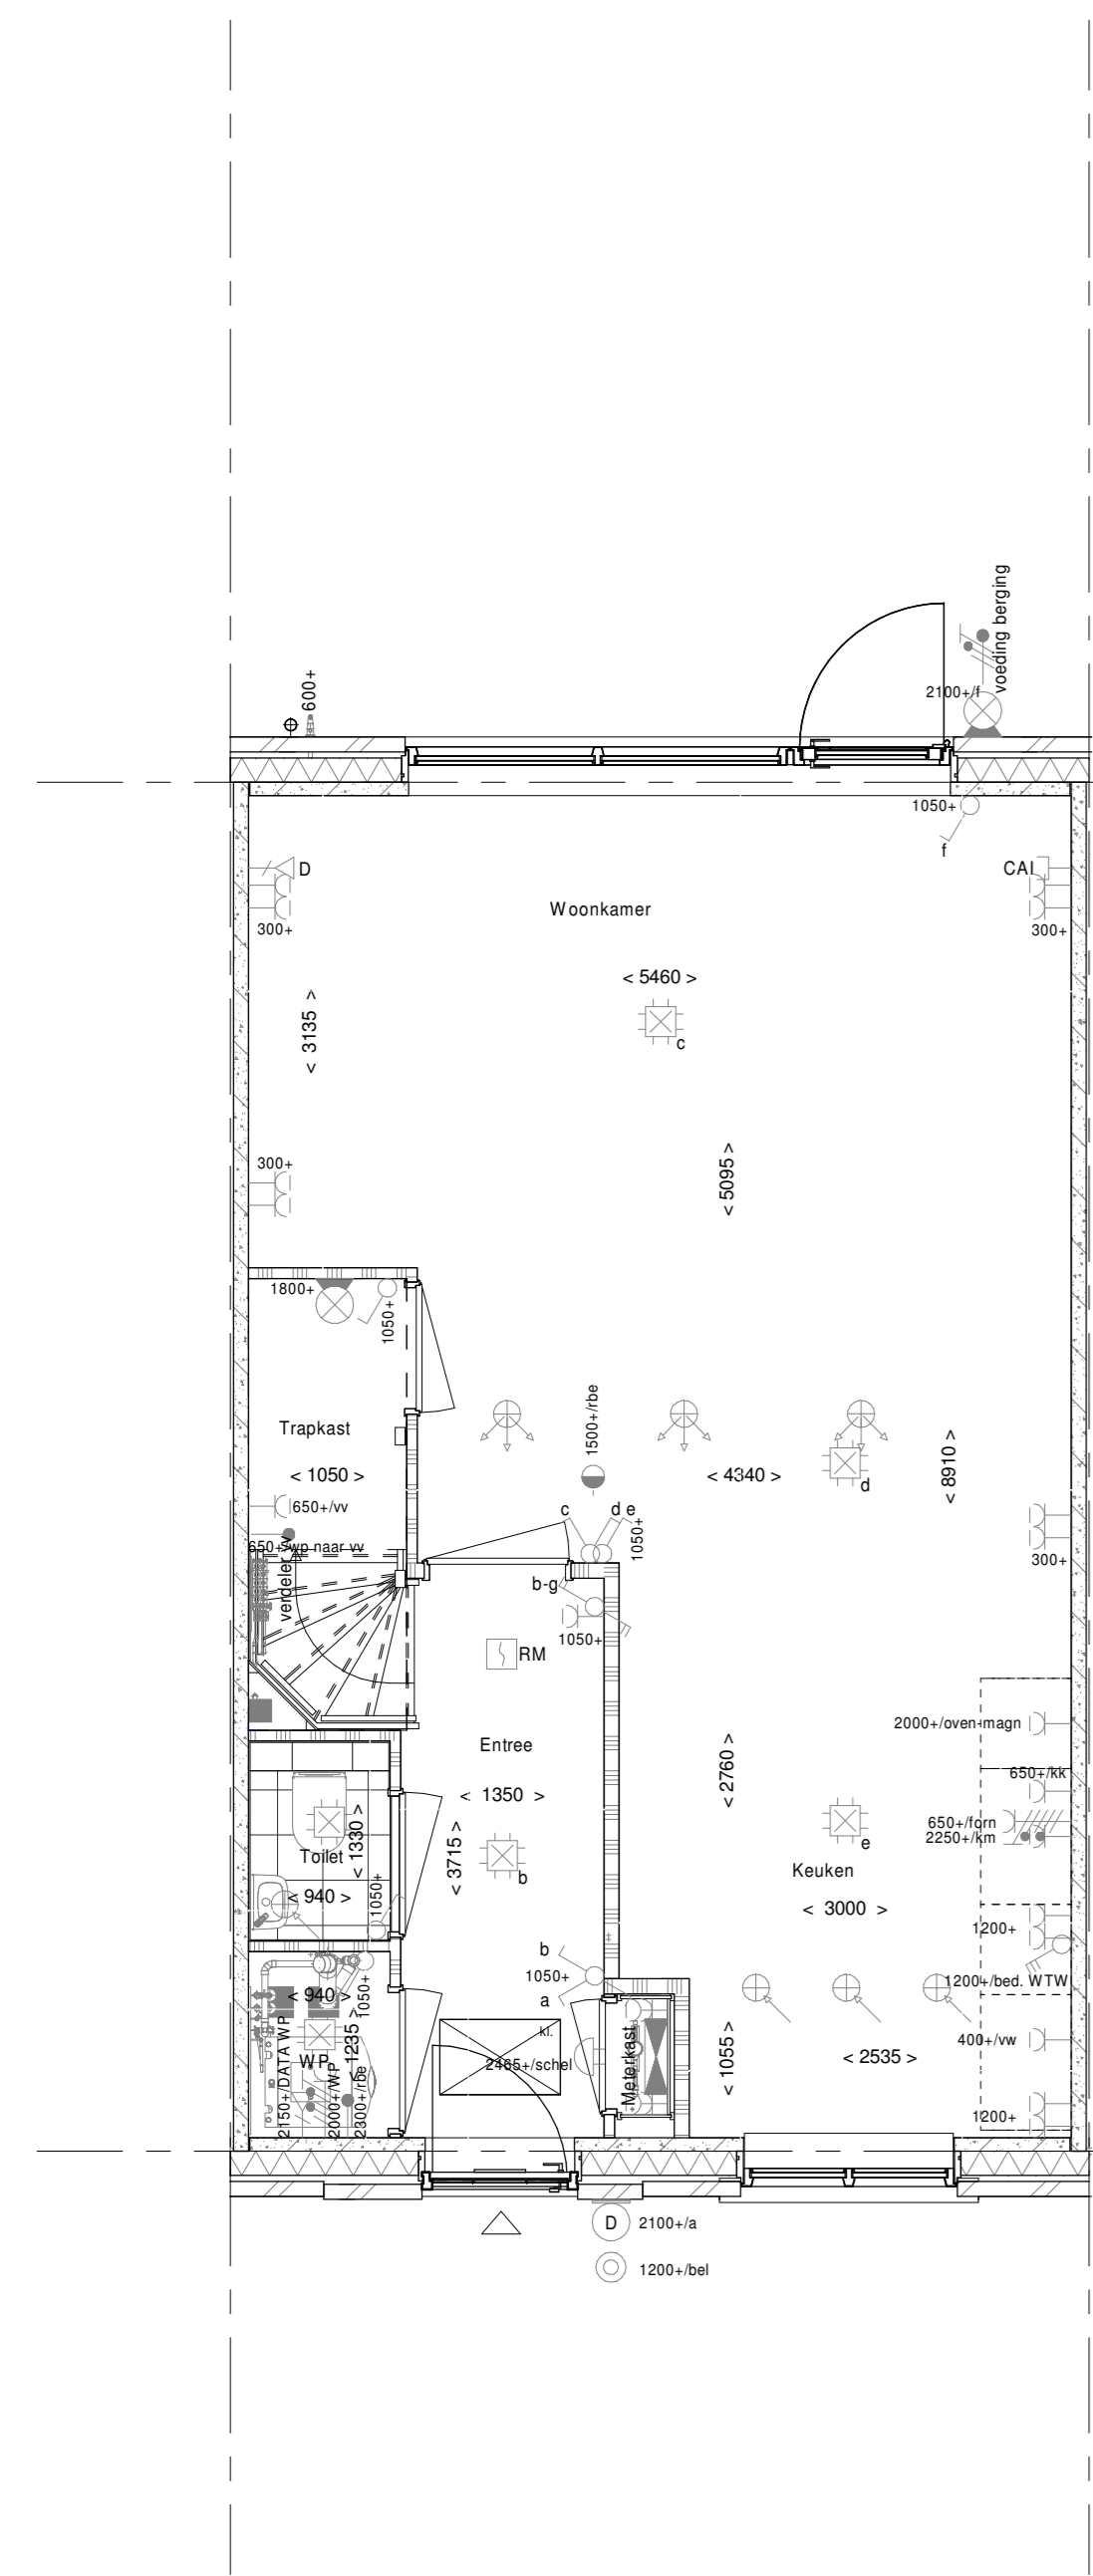 voeding berging
600+
2100+/f
1050+
f
D
CAI
300+
300+
Woonkamer
< 5460 >
< 3135 >
c
< 5095 >
300+
1800+
1050+
1500+/rbe
Trapkast
< 1050 >
< 4340 >
< 8910 >
d
650+/vv
c
d e
1050+
650+/wp naar vv
verdeler vv
300+
b-g
1050+
RM
2000+/oven-magn
Entree
< 2760 >
650+/kk
< 1350 >
650+/forn
2250+/km
< 1330 >
Toilet
< 3715 >
b
e
Keuken
< 940 >
1050+
< 3000 >
1200+
b
1050+
a
1200+/bed. WTW
< 940 >
1050+
kl.
< 1235 >
WP
2465+/schel
Meterkast
< 1055 >
< 2535 >
400+/vw
2150+/DATA WP
2000+/WP
2300+/rbe
1200+
D
2100+/a
1200+/bel